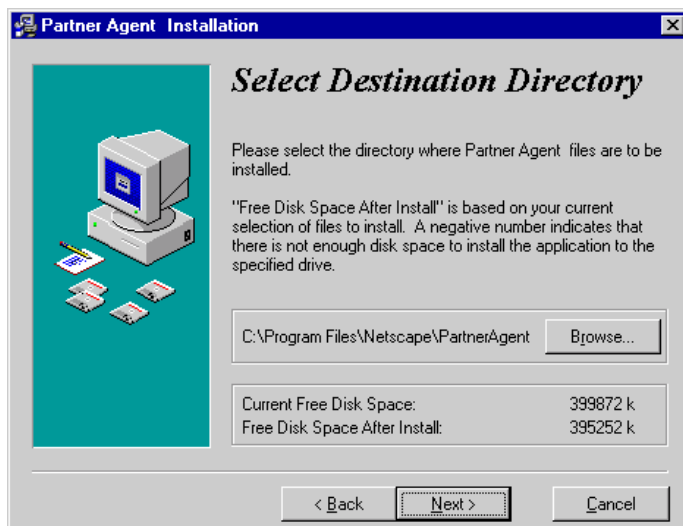 Partner Agent Installation
Select Destination Directory
Please select the directory where Partner Agent files are to be
installed.
"Free Disk Space After Install" is based on your current
selection of files to install. A negative number indicates that
there is not enough disk space to install the application to the
specified drive.
C:\Program Files\Netscape\PartnerAgent Browse...
Current Free Disk Space: 399872 k
Free Disk Space After Install: 395252 k
< Back Next > Cancel